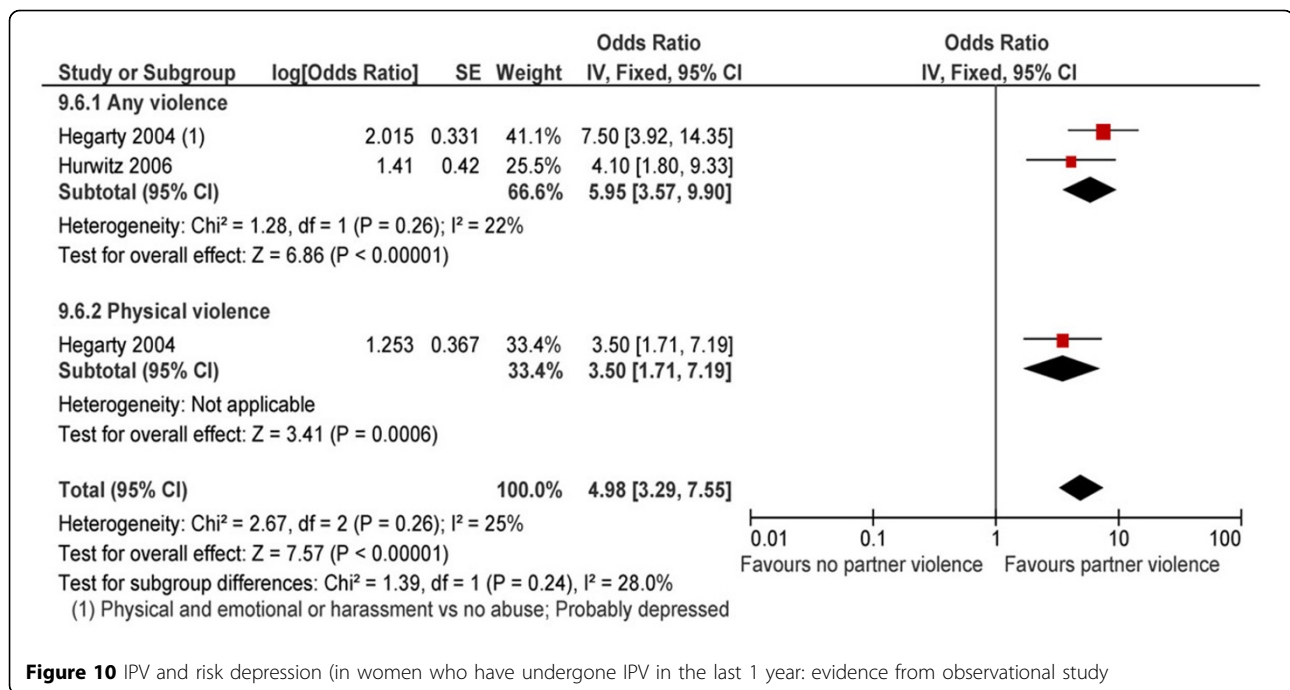 Odds Ratio Odds Ratio
Study or Subgroup log[Odds Ratio] SE Weight IV, Fixed, 95% CI IV, Fixed, 95% CI
9.6.1 Any violence
Hegarty 2004 (1) 2.015 0.331 41.1% 7.50 [3.92, 14.35]
Hurwitz 2006 1.41 0.42 25.5% 4.10 [1.80, 9.33]
Subtotal (95% CI) 66.6% 5.95 [3.57, 9.90]
Heterogeneity: Chi² = 1.28, df = 1 (P = 0.26); I² = 22%
Test for overall effect: Z = 6.86 (P < 0.00001)
9.6.2 Physical violence
Hegarty 2004 1.253 0.367 33.4% 3.50 [1.71, 7.19]
Subtotal (95% CI) 33.4% 3.50 [1.71, 7.19]
Heterogeneity: Not applicable
Test for overall effect: Z = 3.41 (P = 0.0006)
Total (95% CI) 100.0% 4.98 [3.29, 7.55]
Heterogeneity: Chi² = 2.67, df = 2 (P = 0.26); I² = 25%
Test for overall effect: Z = 7.57 (P < 0.00001)
Test for subgroup differences: Chi² = 1.39, df = 1 (P = 0.24), I² = 28.0%
(1) Physical and emotional or harassment vs no abuse; Probably depressed
0.01 0.1 1 10 100
Favours no partner violence Favours partner violence
Figure 10 IPV and risk depression (in women who have undergone IPV in the last 1 year: evidence from observational study